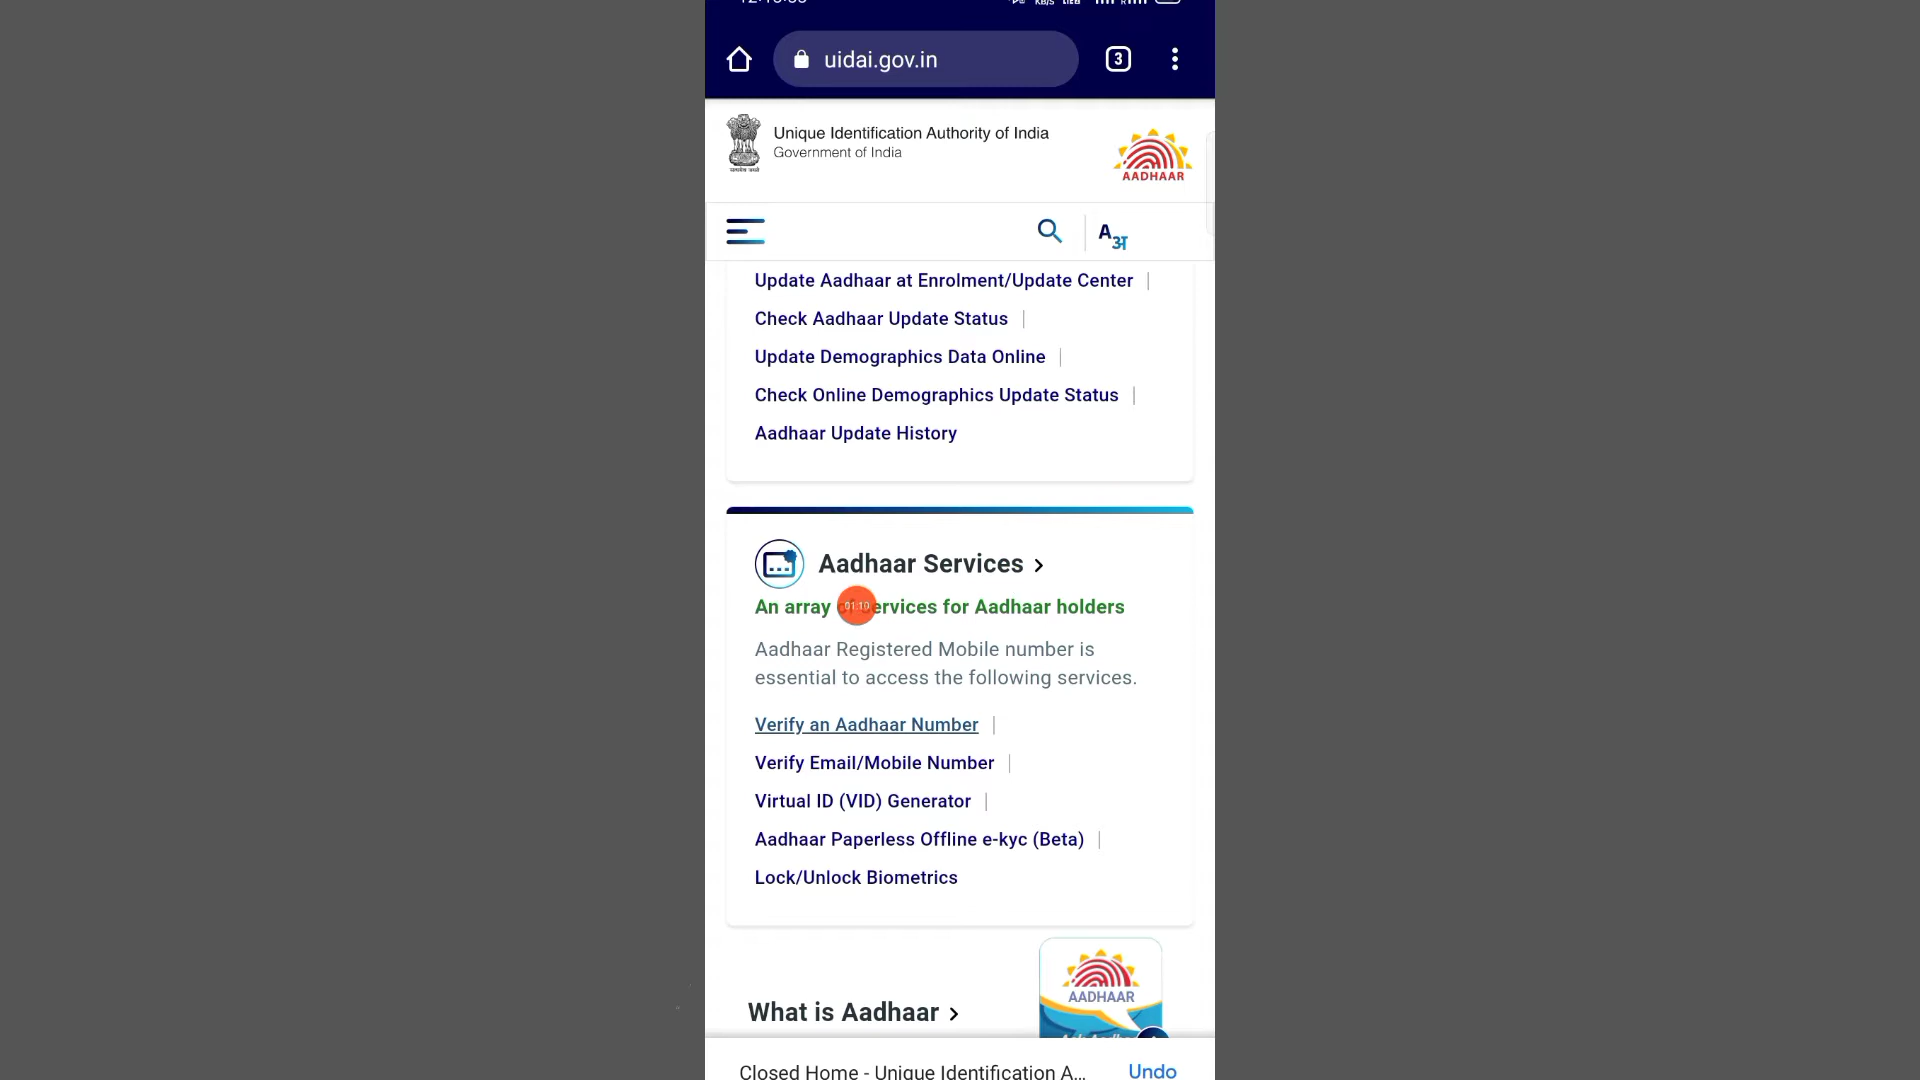 uidai.gov.in
3
Unique Identification Authority of India
Government of India
AADHAAR
A अ
Update Aadhaar at Enrolment/Update Center |
Check Aadhaar Update Status |
Update Demographics Data Online |
Check Online Demographics Update Status |
Aadhaar Update History
Aadhaar Services
01:10
An array of Services for Aadhaar holders
Aadhaar Registered Mobile number is
essential to access the following services.
Verify an Aadhaar Number |
Verify Email/Mobile Number |
Virtual ID (VID) Generator |
Aadhaar Paperless Offline e-kyc (Beta) |
Lock/Unlock Biometrics
AADHAAR
What is Aadhaar
Closed Home - Unique Identification A... Undo